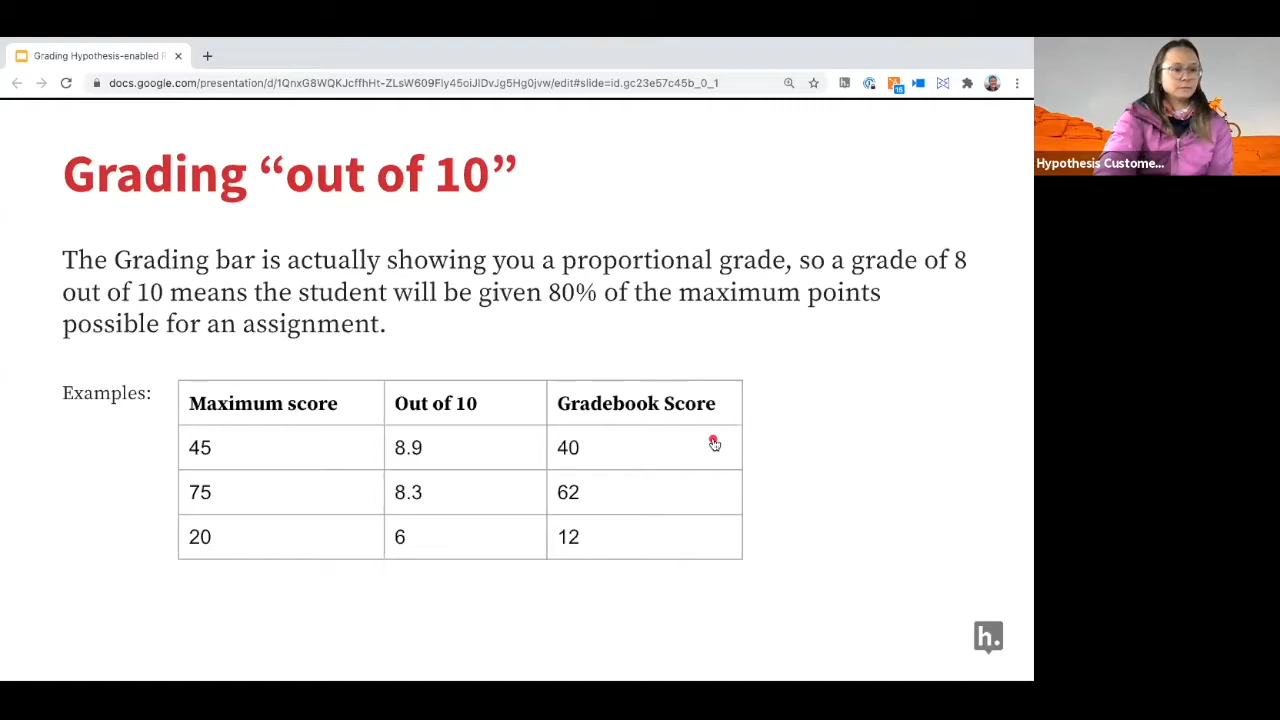 Grading Hypothesis-enabled R
docs.google.com/presentation/d/1QnxG8WQKJcffhHt-ZLsW609Fly45oiJlDvJg5Hg0jvw/edit#slide=id.gc23e57c45b_0_1
15
Hypothesis Custome...
Grading “out of 10”
The Grading bar is actually showing you a proportional grade, so a grade of 8
out of 10 means the student will be given 80% of the maximum points
possible for an assignment.
Examples:
Maximum score Out of 10 Gradebook Score
45 8.9 40
75 8.3 62
20 6 12
h.